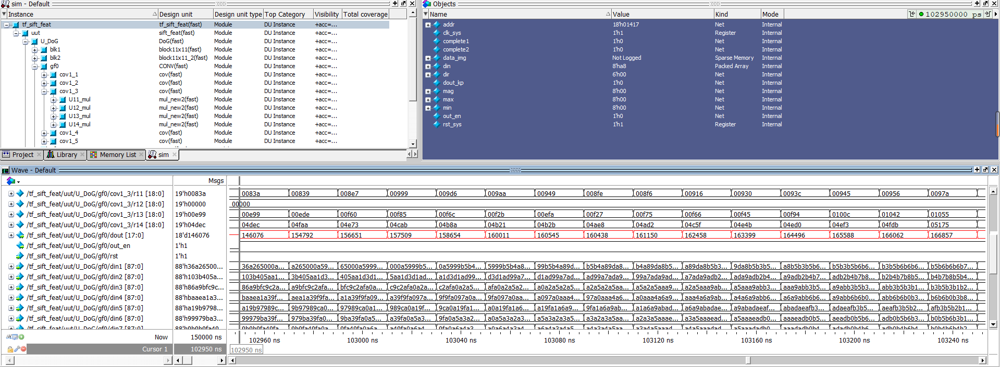 sim - Default
Instance Design unit Design unit type Top Category Visibility Total coverage
tf_sift_feat tf_sift_feat(fast) Module DU Instance +acc=...
uut sift_feat(fast) Module DU Instance +acc=...
U_DoG DoG(fast) Module DU Instance +acc=...
blk1 block11x11(fast) Module DU Instance +acc=...
blk2 block11x11_2(fast) Module DU Instance +acc=...
gf0 CONV(fast) Module DU Instance +acc=...
cov1_1 cov(fast) Module DU Instance +acc=...
cov1_2 cov(fast) Module DU Instance +acc=...
cov1_3 cov(fast) Module DU Instance +acc=...
U11_mul mul_new2(fast) Module DU Instance +acc=...
U12_mul mul_new2(fast) Module DU Instance +acc=...
U13_mul mul_new2(fast) Module DU Instance +acc=...
U14_mul mul_new2(fast) Module DU Instance +acc=...
cov1_4 cov(fast) Module DU Instance +acc=...
cov1_5 cov(fast) Module DU Instance +acc=...
Project Library Memory List sim
Objects
Name Value Kind Mode 102950000 ps
addr 18'h01417 Net Internal
clk_sys 1'h1 Register Internal
complete1 1'h0 Net Internal
complete2 1'h0 Net Internal
data_img Not Logged Sparse Memory Internal
din 8'ha8 Packed Array Internal
dir 6'h00 Net Internal
dout_kp 1'h0 Net Internal
mag 8'h00 Net Internal
max 8'h00 Net Internal
min 8'h00 Net Internal
out_en 1'h0 Net Internal
rst_sys 1'h1 Register Internal
Wave - Default
Msgs
/tf_sift_feat/uut/U_DoG/gf0/cov1_3/r11 [18:0] 19'h0083a 0083a 00839 008e7 00999 009d6 009aa 00949 008fe 008f6 00916 00930 0093c 00945 00956 0097a
/tf_sift_feat/uut/U_DoG/gf0/cov1_3/r12 [18:0] 19'h00000 00000
/tf_sift_feat/uut/U_DoG/gf0/cov1_3/r13 [18:0] 19'h00e99 00e99 00ede 00f60 00f85 00f6c 00f2b 00efa 00f27 00f75 00f66 00f45 00f94 0100c 01042 01055
/tf_sift_feat/uut/U_DoG/gf0/cov1_3/r14 [18:0] 19'h04dec 04dec 04faa 04e73 04cab 04b8a 04b21 04b2b 04ae8 04ad2 04c5f 04e4b 04ed0 04ef3 04fdb 05175
/tf_sift_feat/uut/U_DoG/gf0/dout [17:0] 18'd146076 146076 154792 156651 157509 158654 160011 160545 160438 161150 162458 163399 164496 165588 166062 166857
/tf_sift_feat/uut/U_DoG/gf0/out_en 1'h1
/tf_sift_feat/uut/U_DoG/gf0/rst 1'h1
/tf_sift_feat/uut/U_DoG/gf0/din1 [87:0] 88'h36a26500... 36a265000a... a265000a59... 65000a5999... 000a5999b5... 0a5999b5b4... 5999b5b4a8... 99b5b4a89d... b5b4a89da8... b4a89da8b5... a89da8b5b3... 9da8b5b3b5... a8b5b3b5b6... b5b3b5b6b6... b3b5b6b6b6... b5b6b6b6b7...
/tf_sift_feat/uut/U_DoG/gf0/din2 [87:0] 88'h103b405a... 103b405aa1... 3b405aa1d3... 405aa1d3d1... 5aa1d3d1ad... a1d3d1ad99... d3d1ad99a7... d1ad99a7ad... ad99a7ada9... 99a7ada9ad... a7ada9adb2... ada9adb2b4... a9adb2b4b7... adb2b4b7b8... b2b4b7b8b5... b4b7b8b5b4...
/tf_sift_feat/uut/U_DoG/gf0/din3 [87:0] 88'h86a9bfc9... 86a9bfc9c2... a9bfc9c2afa... bfc9c2afa0a... c9c2afa0a2a... c2afa0a2a5... afa0a2a5a2... a0a2a5a2a5... a2a5a2a5aa... a5a2a5aaa9... a2a5aaa9ab... a5aaa9abb3... aaa9abb3b5... a9abb3b5b3... abb3b5b3b1... b3b5b3b1b2...
/tf_sift_feat/uut/U_DoG/gf0/din4 [87:0] 88'hbaaea1a3... baaea1a39f... aea1a39f9fa... a1a39f9fa09... a39f9fa097a... 9f9fa097a0... 9fa097a0aa... a097a0aaa4... 97a0aaa4a6... a0aaa4a6a9... aaa4a6a9ab... a4a6a9abb6... a6a9abb6b6... a9abb6b6b0... abb6b6b0b3... b6b6b0b3b8...
/tf_sift_feat/uut/U_DoG/gf0/din5 [87:0] 88'ha19b9798... a19b97989c... 9b97989ca0... 97989ca0a1... 989ca0a19f... 9ca0a19fa1... a0a19fa1a6... a19fa1a6a9... 9fa1a6a9ab... a1a6a9abad... a6a9abadae... a9abadaeaf... abadaeafb3... adaeafb3b5... aeafb3b5b2... afb3b5b2b1...
/tf_sift_feat/uut/U_DoG/gf0/din6 [87:0] 88'h99979ba3... 99979ba39f... 979ba39fa0... 9ba39fa0a5... a39fa0a5a3... 9fa0a5a3a2... a0a5a3a2a3... a5a3a2a3a5... a3a2a3a5aa... a2a3a5aaae... a3a5aaaead... a5aaaeadb0... aaaeadb0b5... aeadb0b5b6... adb0b5b6b3... b0b5b6b3b1...
Now 150000 ns 102960 ns 103000 ns 103040 ns 103080 ns 103120 ns 103160 ns 103200 ns 103240 ns
Cursor 1 102950 ns 102950 ns